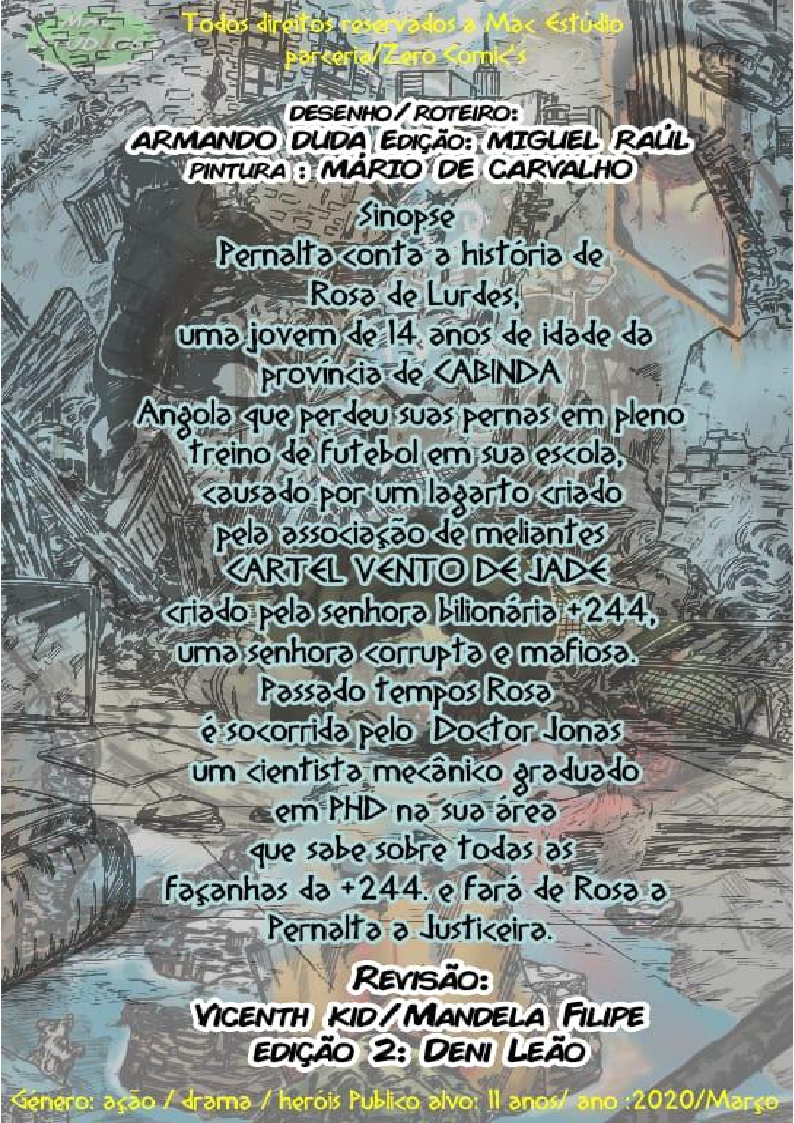 MAC
STUDIOS
Todos direitos reservados a Mac Estúdio
parceria/Zero Comic's
DESENHO/ROTEIRO:
ARMANDO DUDA EDIÇÃO: MIGUEL RAÚL
PINTURA : MÁRIO DE CARVALHO
Sinopse
Pernalta conta a história de
Rosa de Lurdes,
uma jovem de 14. anos de idade da
província de CABINDA
Angola que perdeu suas pernas em pleno
treino de futebol em sua escola,
causado por um lagarto criado
pela associação de meliantes
CARTEL VENTO DE JADE
criado pela senhora bilionária +244,
uma senhora corrupta e mafiosa.
Passado tempos Rosa
é socorrida pelo Doctor Jonas
um cientista mecânico graduado
em PHD na sua área
que sabe sobre todas as
façanhas da +244. e fará de Rosa a
Pernalta a Justiceira.
REVISÃO:
VICENTH KID/MANDELA FILIPE
EDIÇÃO 2: DENI LEÃO
Género: ação / drama / heróis Publico alvo: 11 anos/ ano :2020/Março